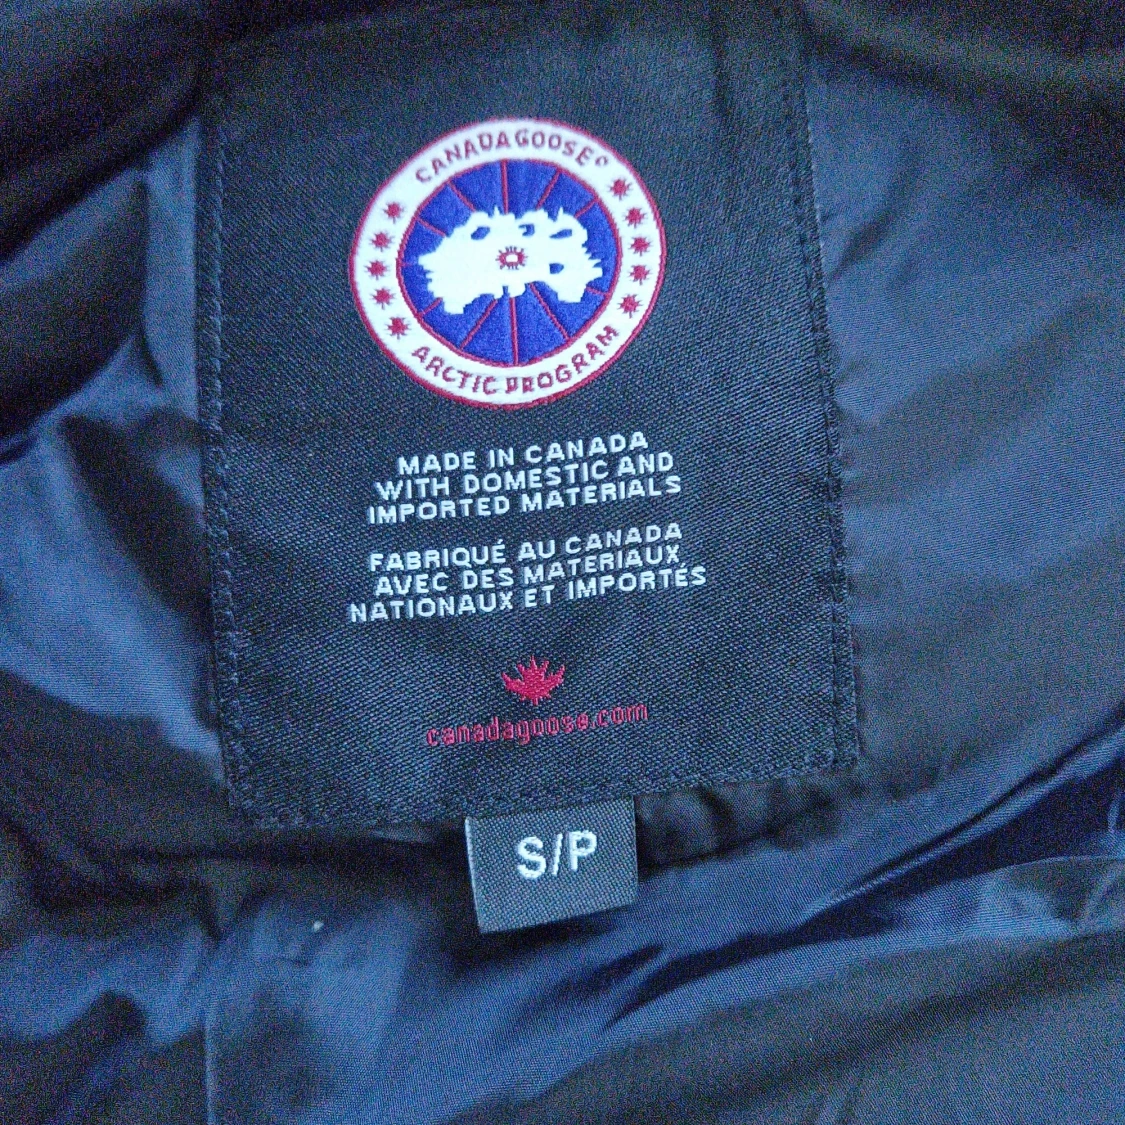 CANADA GOOSE®
ARCTIC PROGRAM
MADE IN CANADA
WITH DOMESTIC AND
IMPORTED MATERIALS
FABRIQUÉ AU CANADA
AVEC DES MATERIAUX
NATIONAUX ET IMPORTÉS
canadagoose.com
S/P